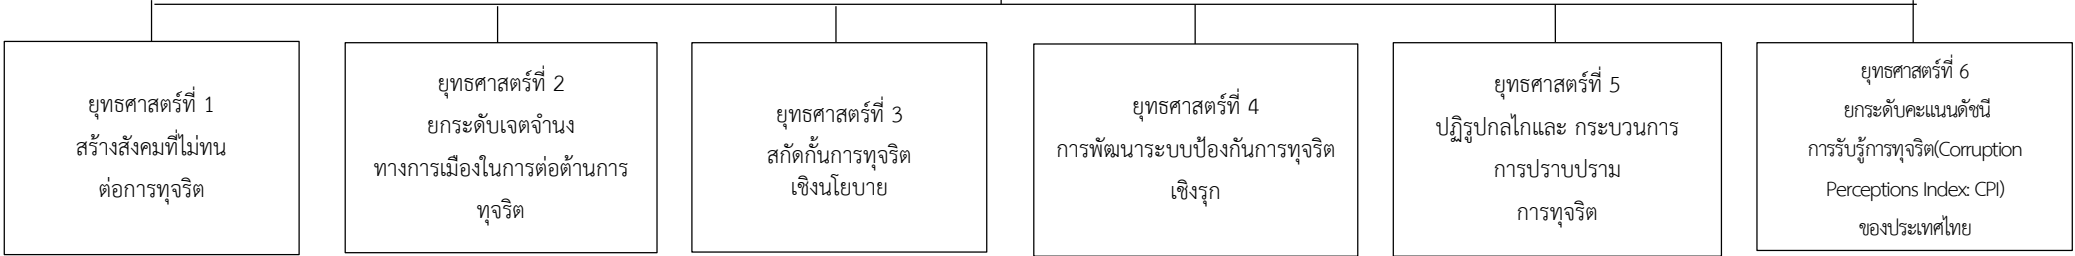 ยุทธศาสตร์ที่ 1
สร้างสังคมที่ไม่ทน
ต่อการทุจริต
ยุทธศาสตร์ที่ 2
ยกระดับเจตจำนง
ทางการเมืองในการต่อต้านการ
ทุจริต
ยุทธศาสตร์ที่ 3
สกัดกั้นการทุจริต
เชิงนโยบาย
ยุทธศาสตร์ที่ 4
การพัฒนาระบบป้องกันการทุจริต
เชิงรุก
ยุทธศาสตร์ที่ 5
ปฏิรูปกลไกและ กระบวนการ
การปราบปราม
การทุจริต
ยุทธศาสตร์ที่ 6
ยกระดับคะแนนดัชนี
การรับรู้การทุจริต(Corruption
Perceptions Index: CPI)
ของประเทศไทย